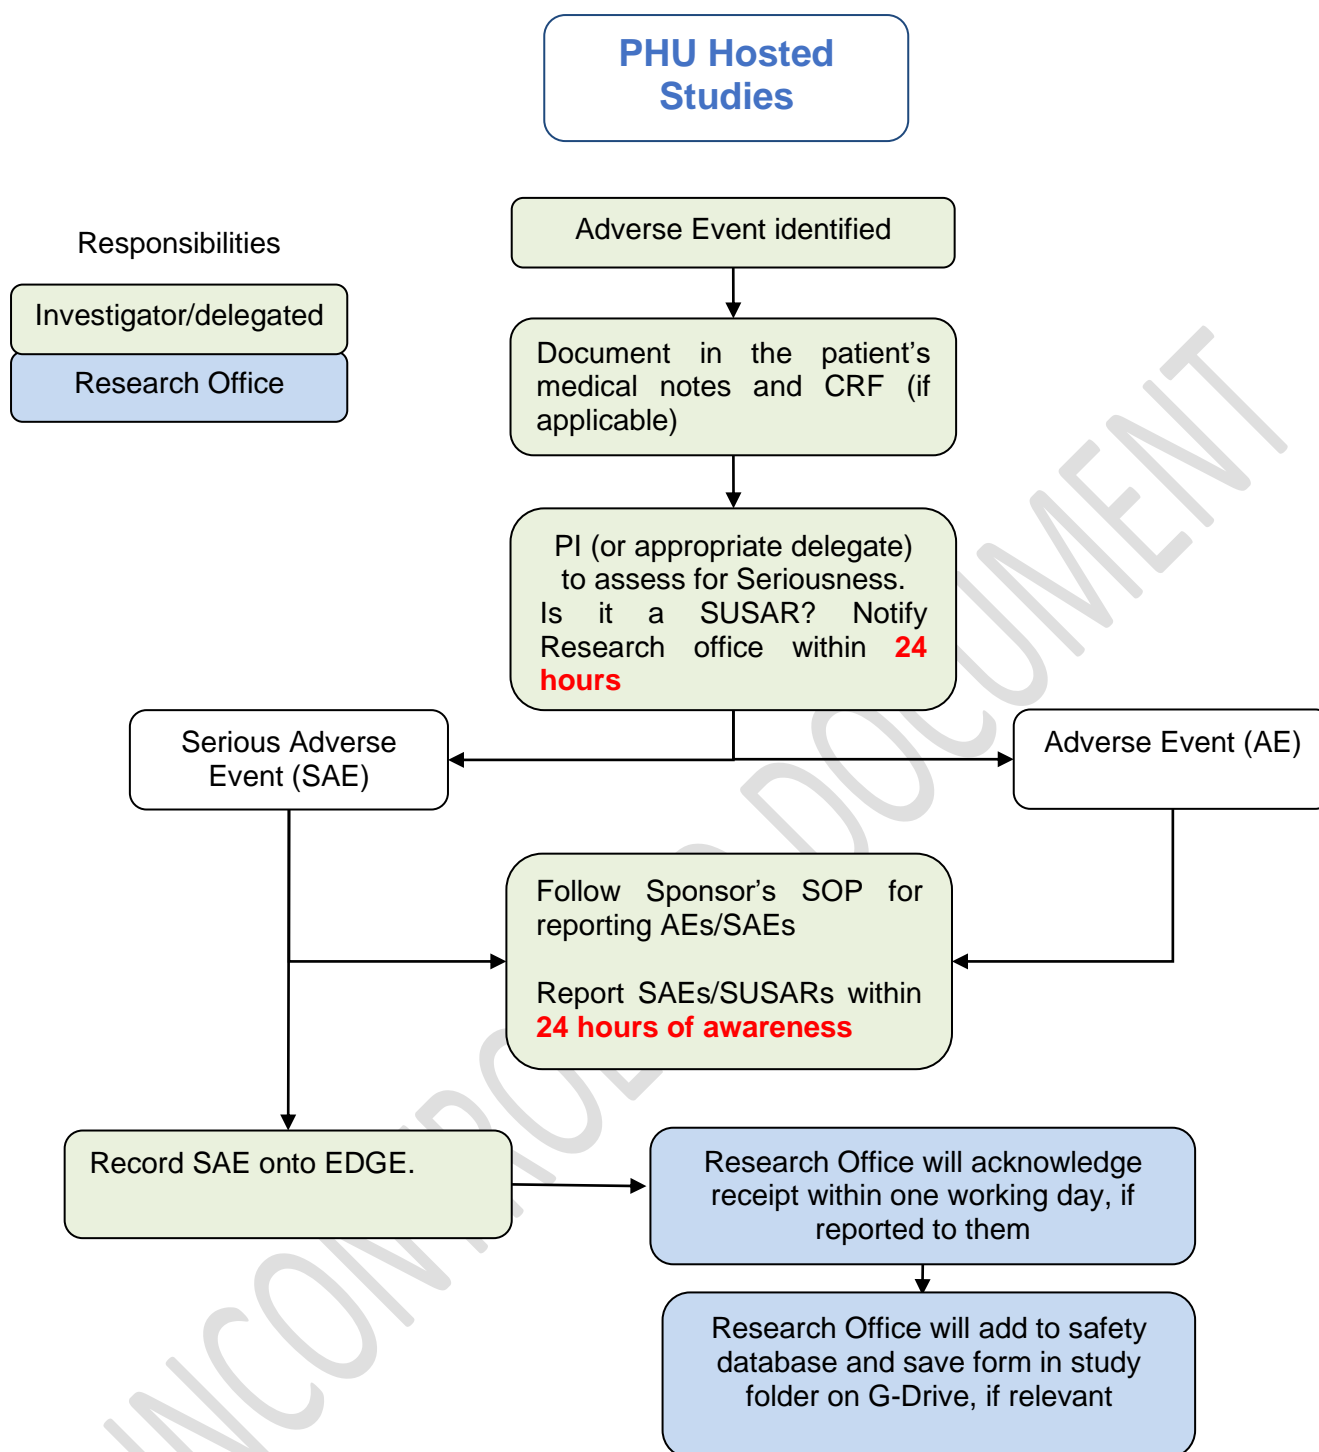 PHU Hosted
Studies
Responsibilities
Investigator/delegated
Research Office
Adverse Event identified
Document in the patient’s
medical notes and CRF (if
applicable)
PI (or appropriate delegate)
to assess for Seriousness.
Is it a SUSAR? Notify
Research office within 24
hours
Serious Adverse
Event (SAE)
Adverse Event (AE)
Follow Sponsor’s SOP for
reporting AEs/SAEs
Report SAEs/SUSARs within
24 hours of awareness
Record SAE onto EDGE.
Research Office will acknowledge
receipt within one working day, if
reported to them
Research Office will add to safety
database and save form in study
folder on G-Drive, if relevant